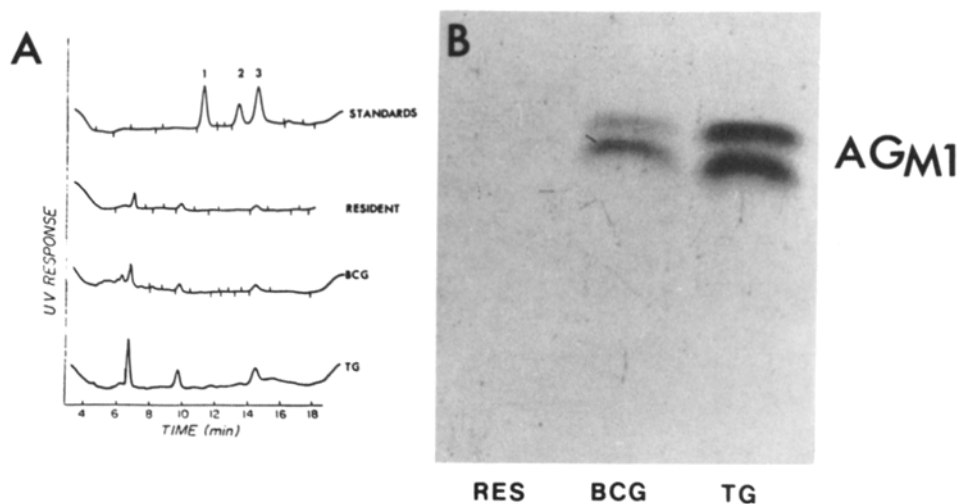 A
1 2 3
STANDARDS
RESIDENT
BCG
TG
UV RESPONSE
4 6 8 10 12 14 16 18
TIME (min)
B
AGM1
RES BCG TG